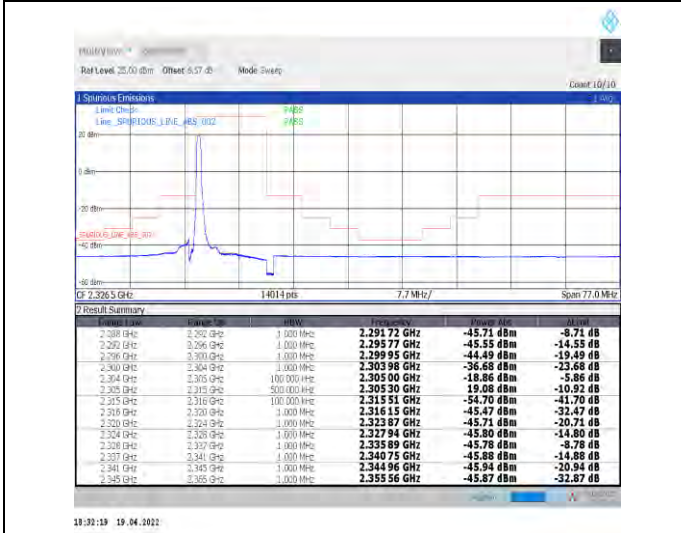 MultiView
Ref Level 25.00 dBm Offset 6.57 dB Mode Sweep
Count 10/10
1 Spurious Emissions
Limit Check PASS
Line _SPURIOUS_LINE_ABS_002 PASS
20 dBm
0 dBm
-20 dBm
_SPURIOUS_LINE_ABS_002
-40 dBm
-60 dBm
CF 2.3265 GHz 14014 pts 7.7 MHz/ Span 77.0 MHz
2 Result Summary
Range Low Range Up RBW Frequency Power Abs ΔLimit
2.288 GHz 2.292 GHz 1.000 MHz 2.291 72 GHz -45.71 dBm -8.71 dB
2.292 GHz 2.296 GHz 1.000 MHz 2.295 77 GHz -45.55 dBm -14.55 dB
2.296 GHz 2.300 GHz 1.000 MHz 2.299 95 GHz -44.49 dBm -19.49 dB
2.300 GHz 2.304 GHz 1.000 MHz 2.303 98 GHz -36.68 dBm -23.68 dB
2.304 GHz 2.305 GHz 100.000 kHz 2.305 00 GHz -18.86 dBm -5.86 dB
2.305 GHz 2.315 GHz 500.000 kHz 2.305 30 GHz 19.08 dBm -10.92 dB
2.315 GHz 2.316 GHz 100.000 kHz 2.315 51 GHz -54.70 dBm -41.70 dB
2.316 GHz 2.320 GHz 1.000 MHz 2.316 15 GHz -45.47 dBm -32.47 dB
2.320 GHz 2.324 GHz 1.000 MHz 2.323 87 GHz -45.71 dBm -20.71 dB
2.324 GHz 2.328 GHz 1.000 MHz 2.327 94 GHz -45.80 dBm -14.80 dB
2.328 GHz 2.337 GHz 1.000 MHz 2.335 89 GHz -45.78 dBm -8.78 dB
2.337 GHz 2.341 GHz 1.000 MHz 2.340 75 GHz -45.88 dBm -14.88 dB
2.341 GHz 2.345 GHz 1.000 MHz 2.344 96 GHz -45.94 dBm -20.94 dB
2.345 GHz 2.365 GHz 1.000 MHz 2.355 56 GHz -45.87 dBm -32.87 dB
18:32:19 19.04.2022